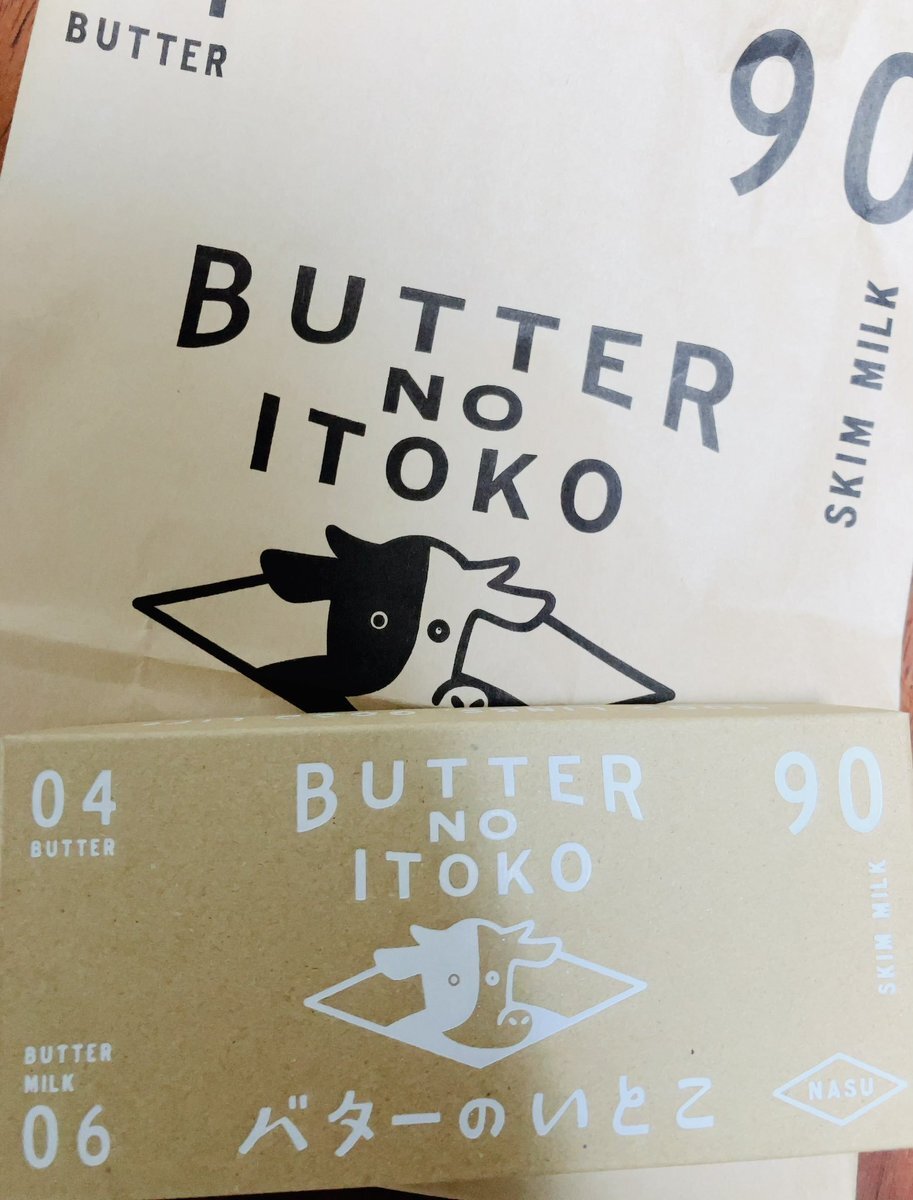 BUTTER
90
SKIM MILK
BUTTER
NO
ITOKO
04
BUTTER
BUTTER
NO
ITOKO
90
SKIM MILK
BUTTER
MILK
06
バターのいとこ
NASU